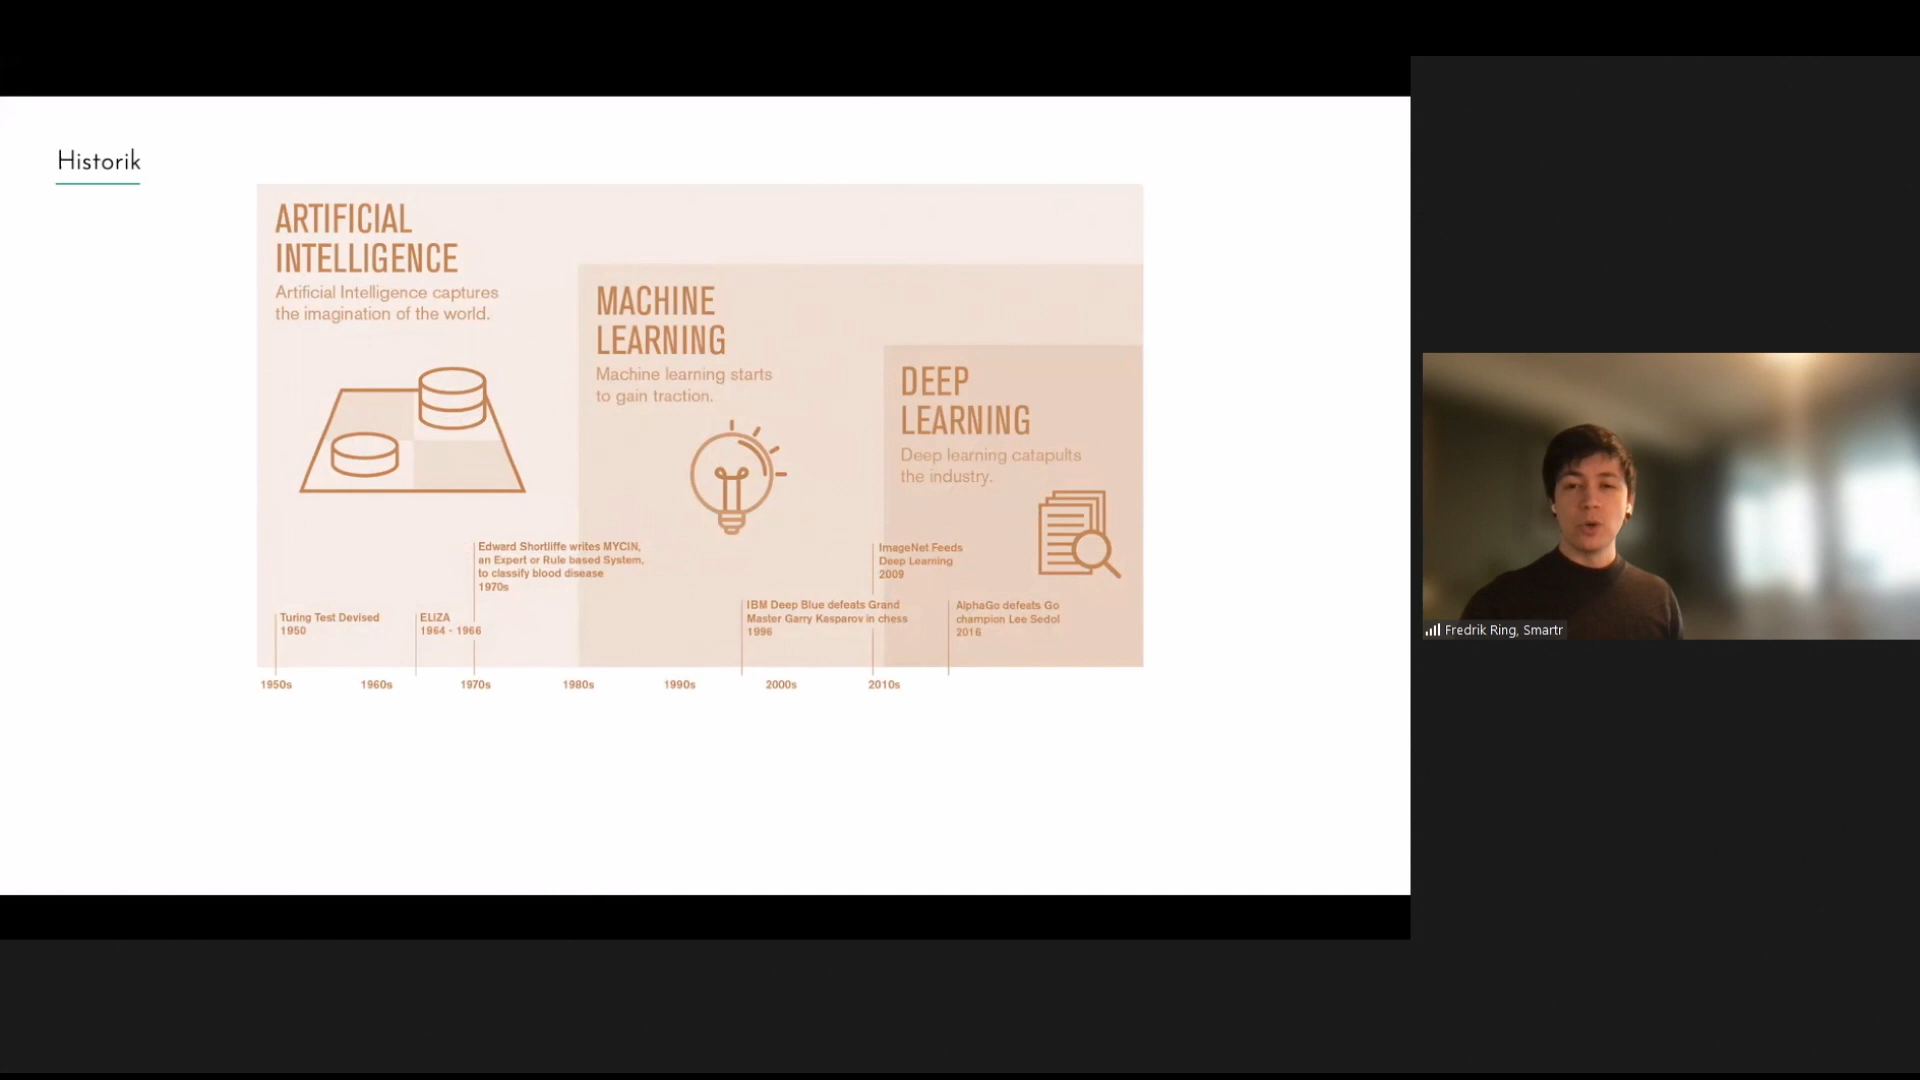 Historik
ARTIFICIAL
INTELLIGENCE
Artificial Intelligence captures
the imagination of the world.
MACHINE
LEARNING
Machine learning starts
to gain traction.
DEEP
LEARNING
Deep learning catapults
the industry.
Edward Shortliffe writes MYCIN,
an Expert or Rule based System,
to classify blood disease
1970s
ImageNet Feeds
Deep Learning
2009
Turing Test Devised
1950
ELIZA
1964 - 1966
IBM Deep Blue defeats Grand
Master Garry Kasparov in chess
1996
AlphaGo defeats Go
champion Lee Sedol
2016
1950s 1960s 1970s 1980s 1990s 2000s 2010s
Fredrik Ring, Smartr